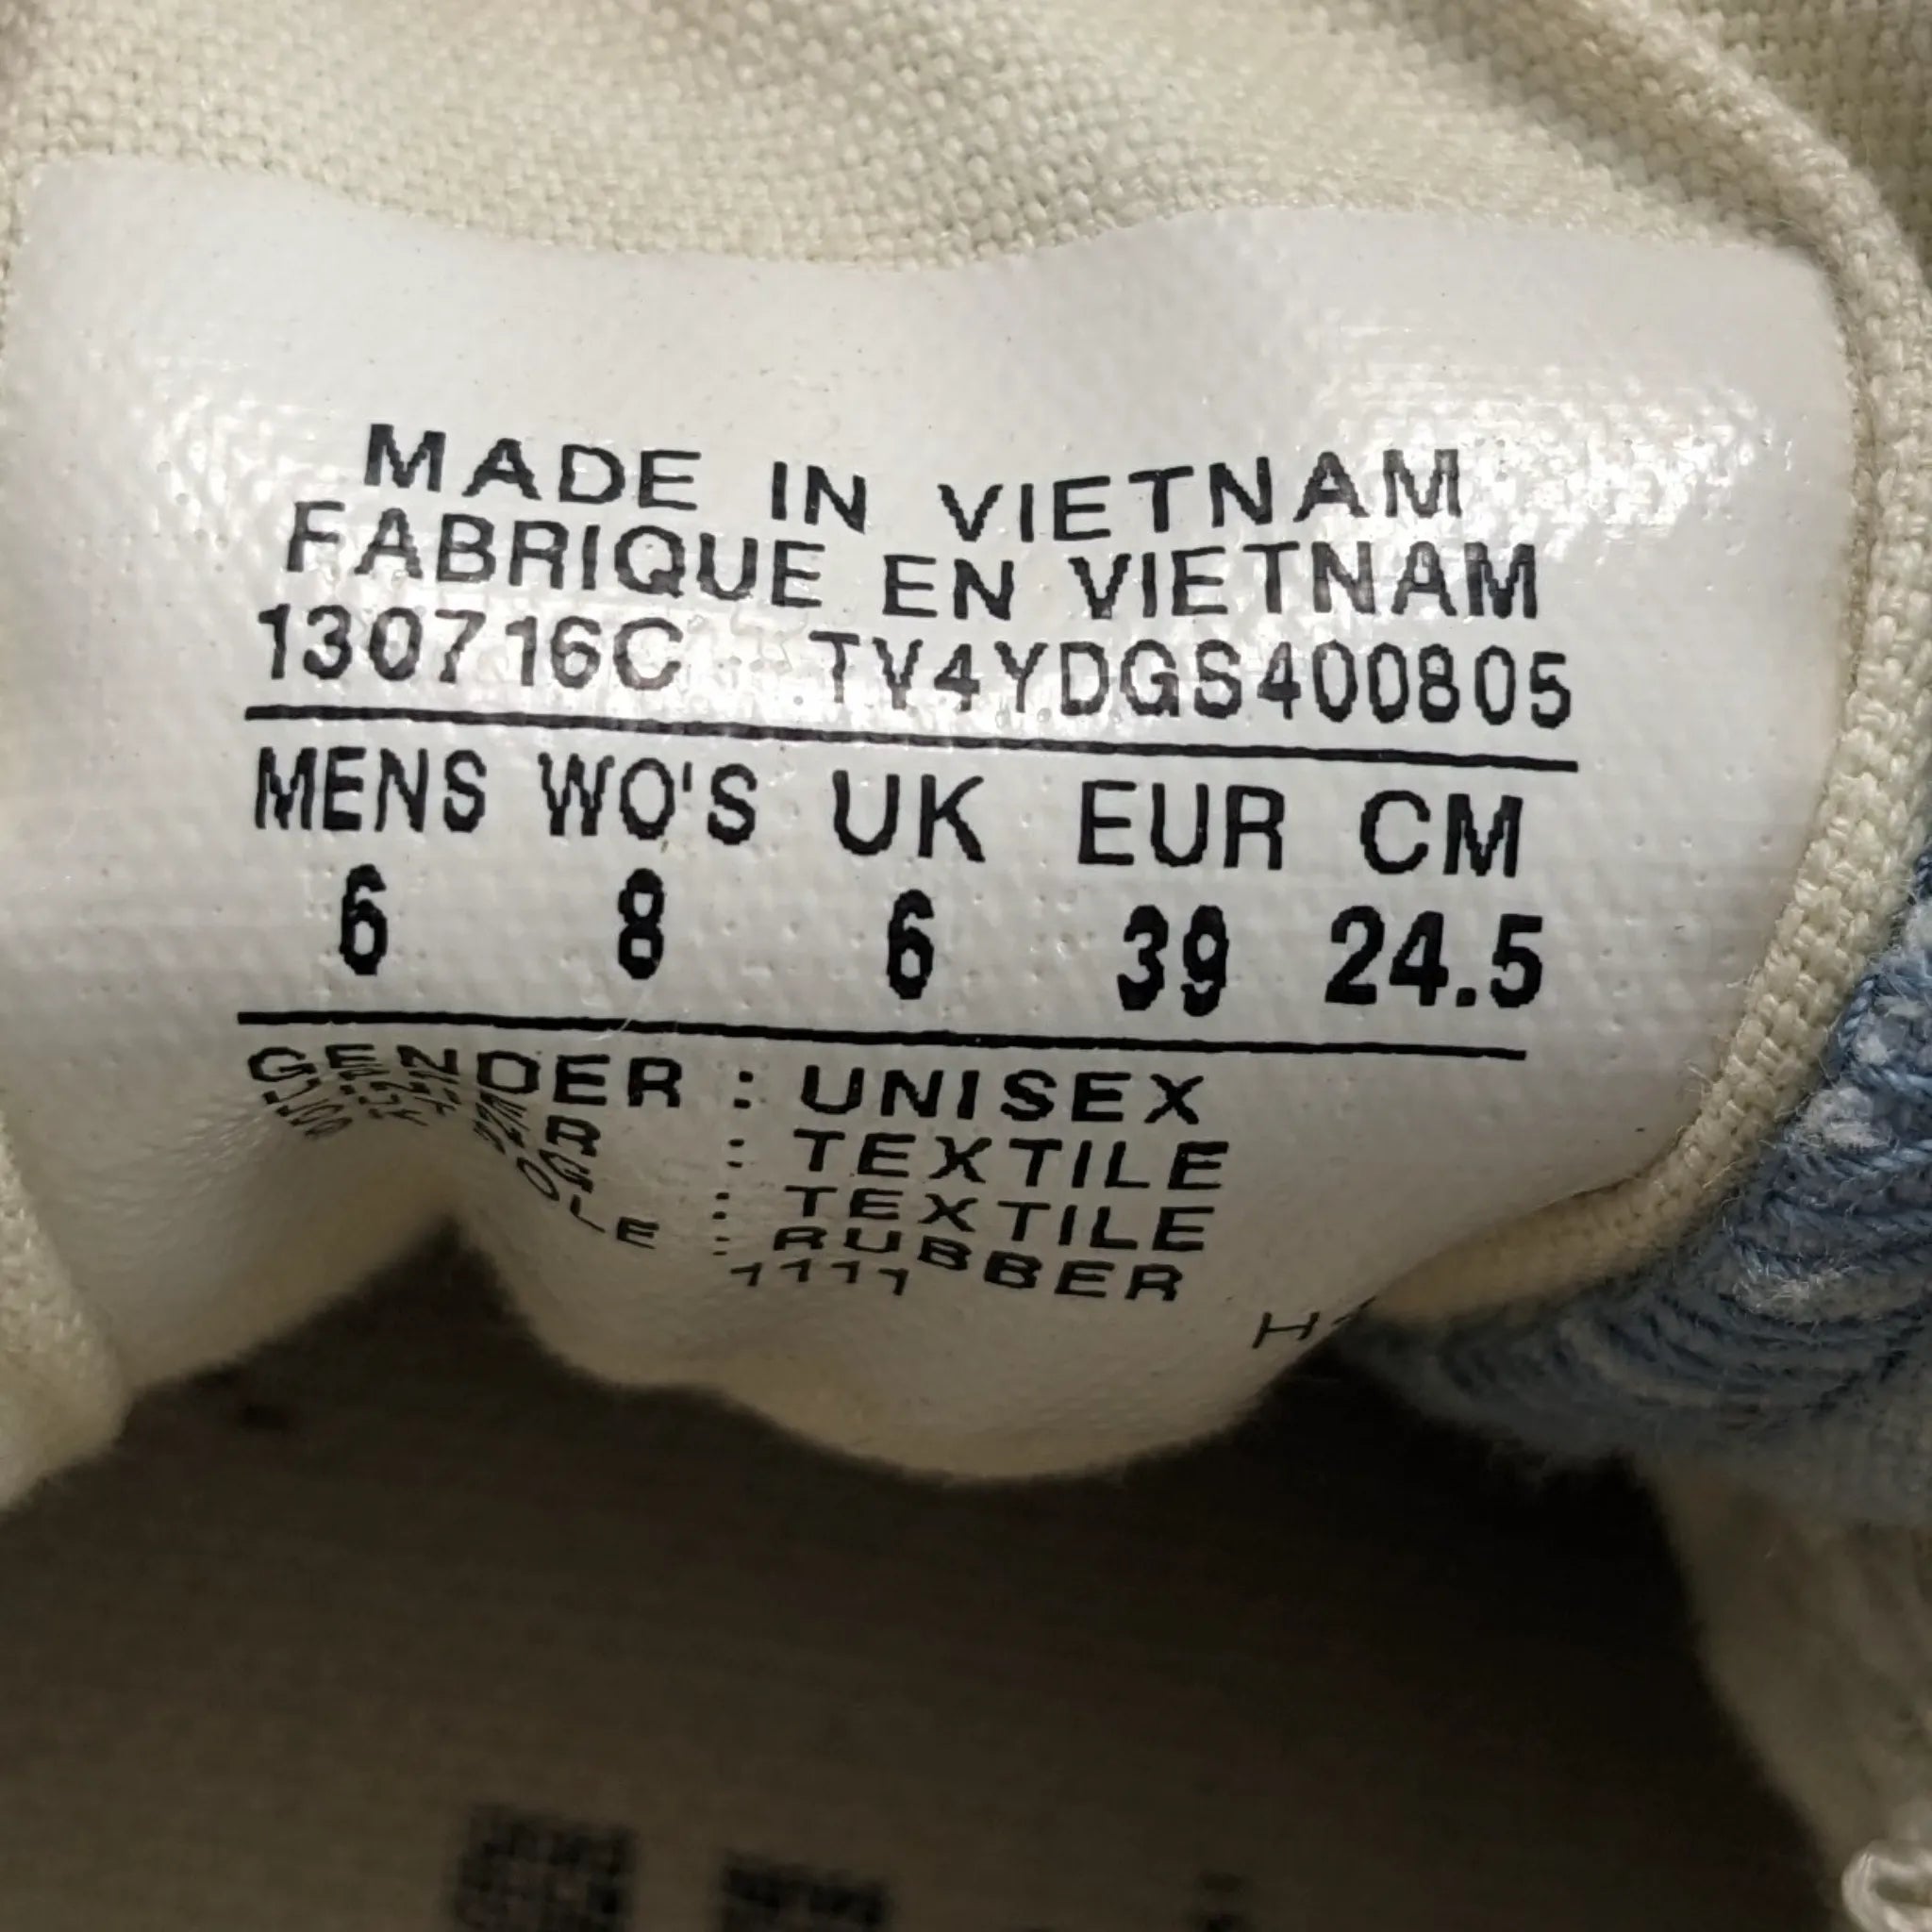 MADE IN VIETNAM
FABRIQUE EN VIETNAM
130716C TV4YDGS400805
MENS WO'S UK EUR CM
6 8 6 39 24.5
GENDER : UNISEX
: TEXTILE
: TEXTILE
: RUBBER
1111